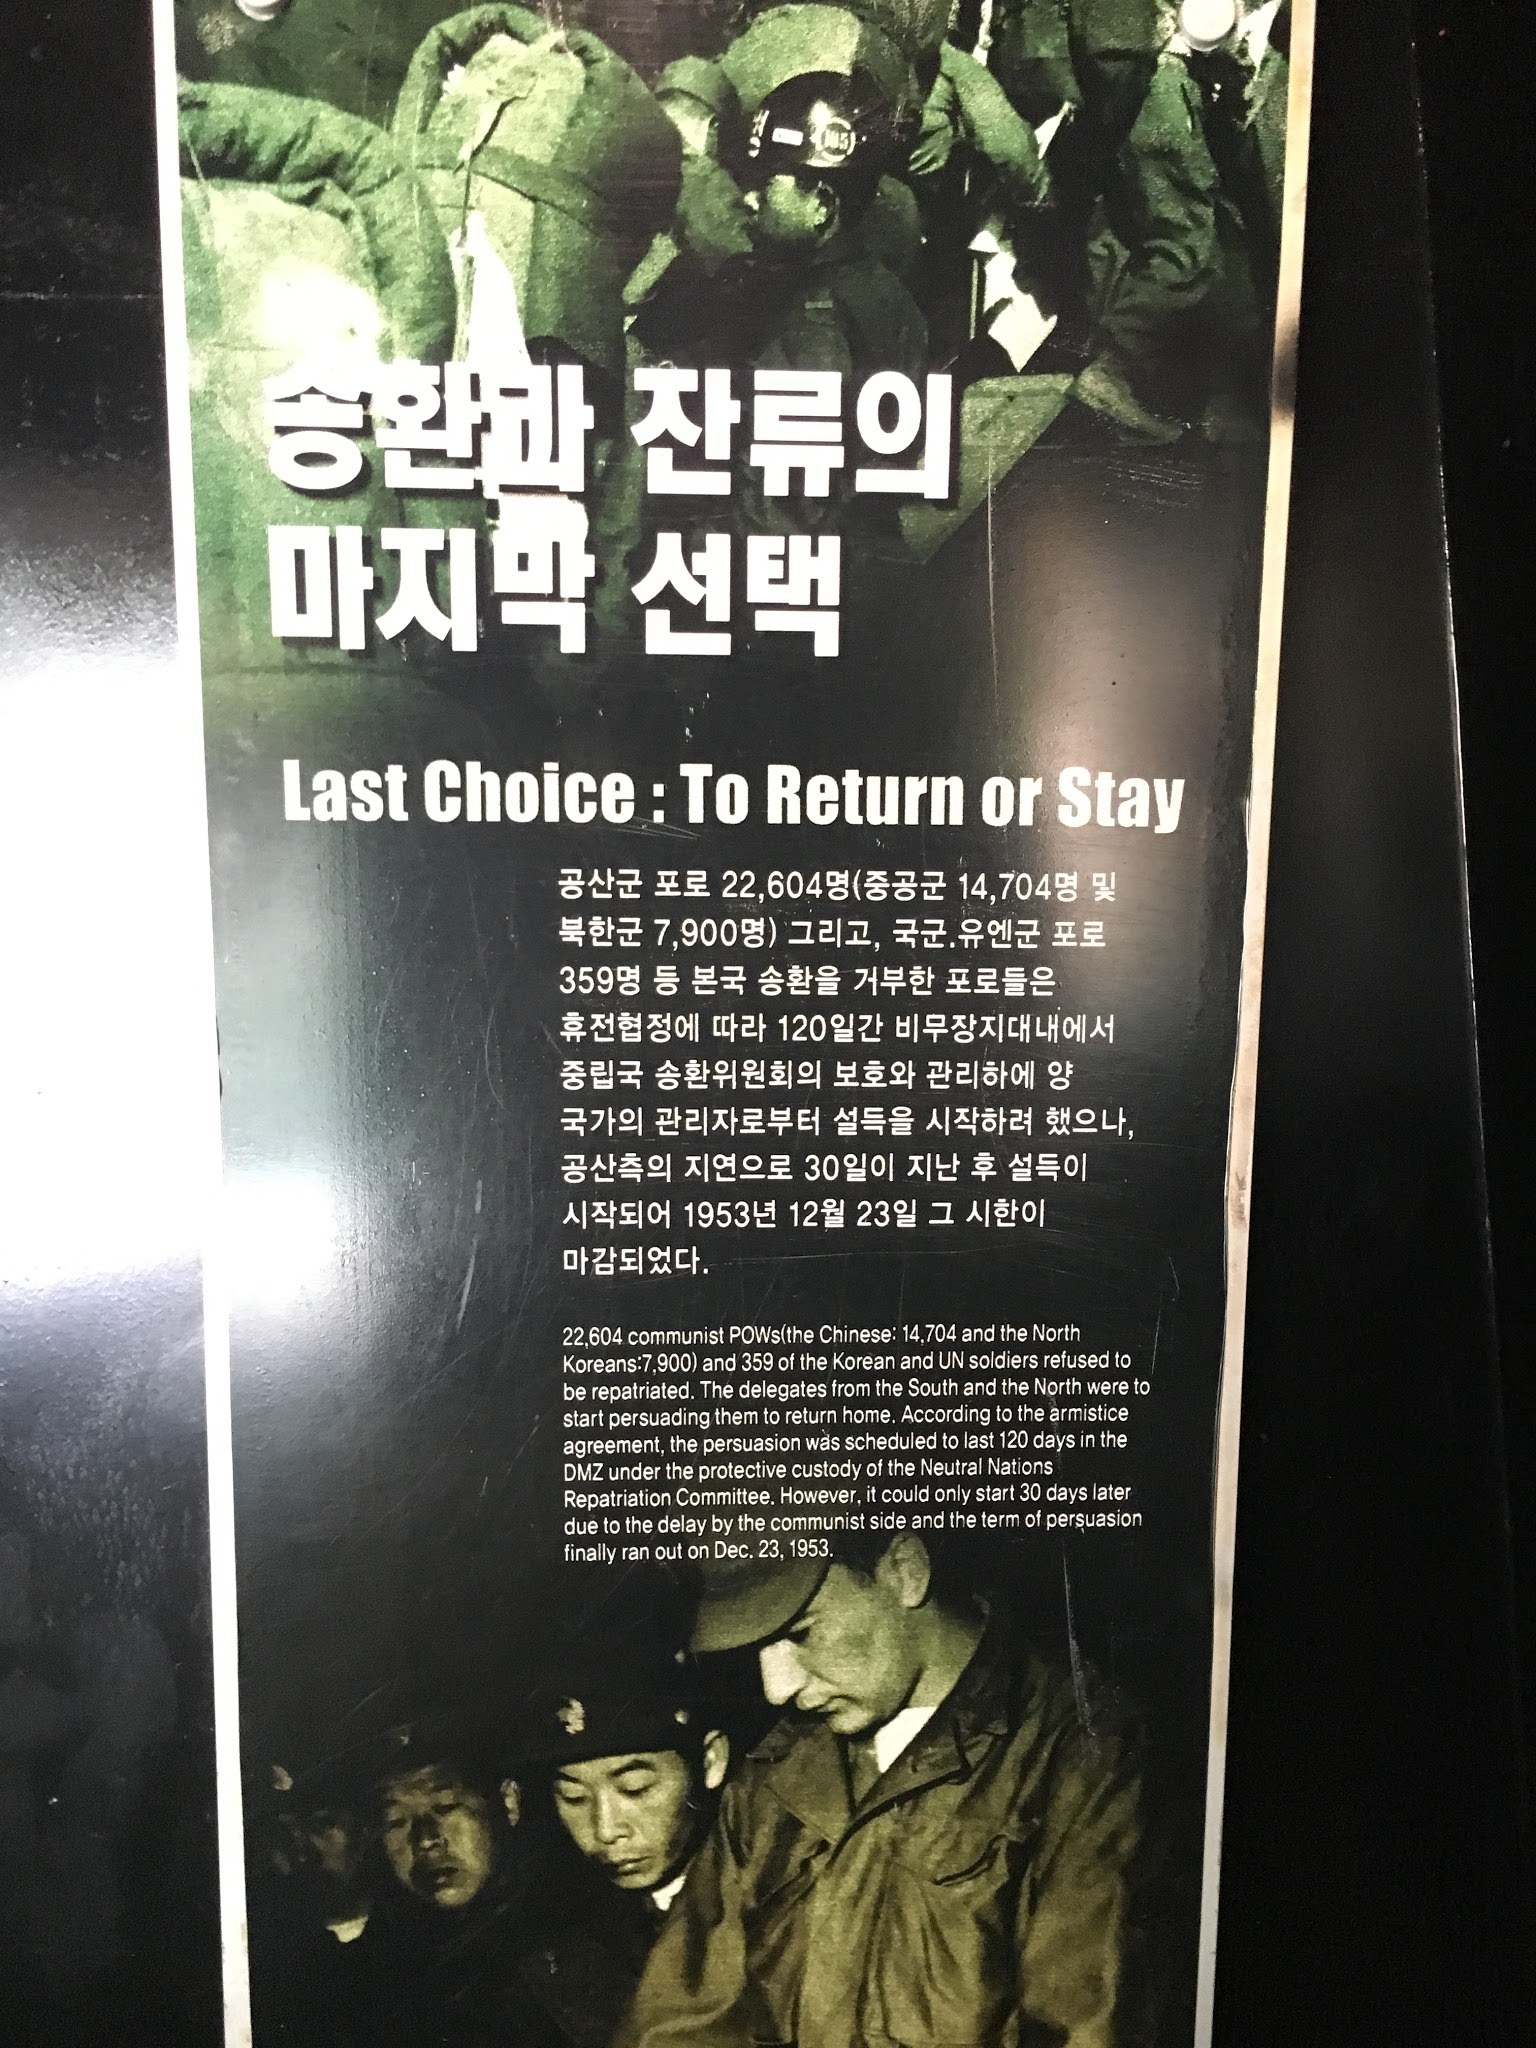 송환과 잔류의
마지막 선택
Last Choice : To Return or Stay
공산군 포로 22,604명(중공군 14,704명 및
북한군 7,900명) 그리고, 국군.유엔군 포로
359명 등 본국 송환을 거부한 포로들은
휴전협정에 따라 120일간 비무장지대내에서
중립국 송환위원회의 보호와 관리하에 양
국가의 관리자로부터 설득을 시작하려 했으나,
공산측의 지연으로 30일이 지난 후 설득이
시작되어 1953년 12월 23일 그 시한이
마감되었다.
22,604 communist POWs(the Chinese: 14,704 and the North
Koreans:7,900) and 359 of the Korean and UN soldiers refused to
be repatriated. The delegates from the South and the North were to
start persuading them to return home. According to the armistice
agreement, the persuasion was scheduled to last 120 days in the
DMZ under the protective custody of the Neutral Nations
Repatriation Committee. However, it could only start 30 days later
due to the delay by the communist side and the term of persuasion
finally ran out on Dec. 23, 1953.